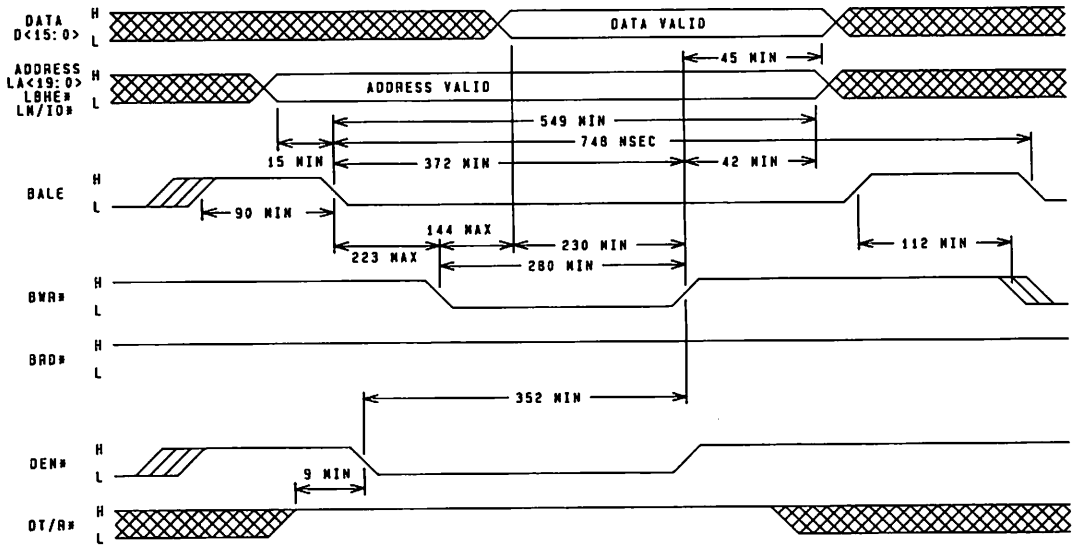 DATA
D<15:0>
H
L
DATA VALID
45 MIN
ADDRESS
LA<19:0>
LBHE*
LM/IO*
H
L
ADDRESS VALID
549 MIN
748 NSEC
15 MIN
372 MIN
42 MIN
BALE
H
L
90 MIN
144 MAX
223 MAX
230 MIN
280 MIN
112 MIN
BWR*
H
L
BRD*
H
L
352 MIN
DEN*
H
L
9 MIN
DT/R*
H
L